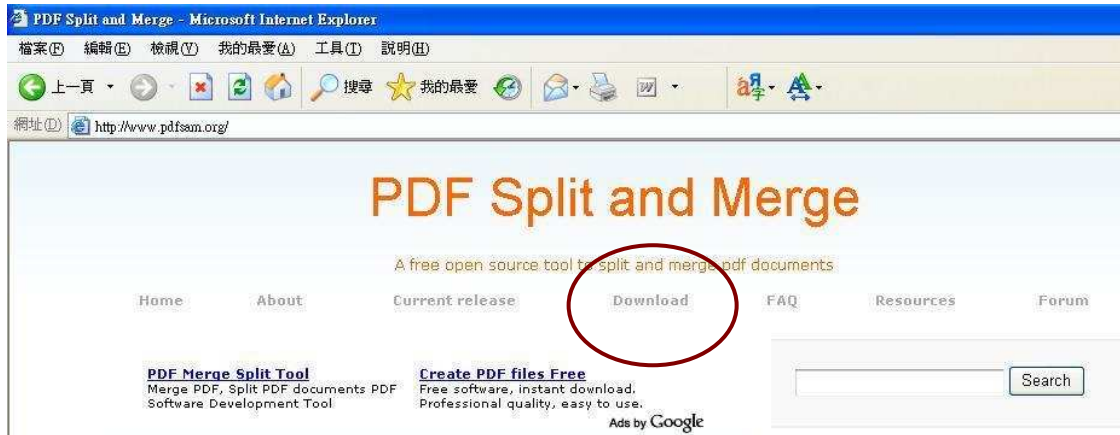 PDF Split and Merge - Microsoft Internet Explorer
檔案(F) 編輯(E) 檢視(V) 我的最愛(A) 工具(T) 說明(H)
上一頁 搜尋 我的最愛
網址(D) http://www.pdfsam.org/
PDF Split and Merge
A free open source tool to split and merge pdf documents
Home About Current release Download FAQ Resources Forum
PDF Merge Split Tool Create PDF files Free
Merge PDF, Split PDF documents PDF Free software, instant download.
Software Development Tool Professional quality, easy to use.
Search
Ads by Google